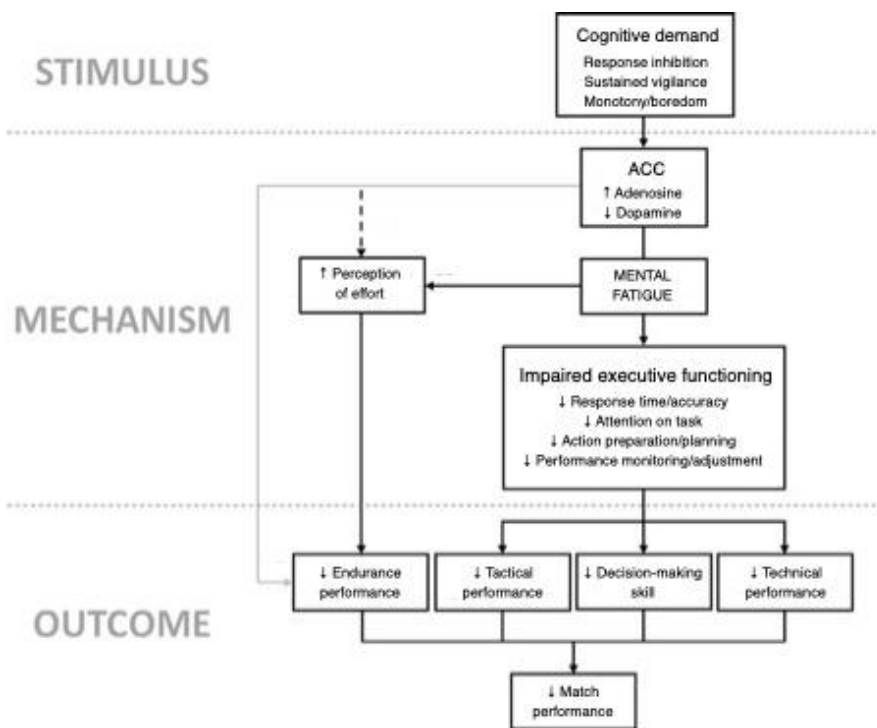 STIMULUS
Cognitive demand
Response inhibition
Sustained vigilance
Monotony/boredom
MECHANISM
ACC
↑ Adenosine
↓ Dopamine
↑ Perception
of effort
MENTAL
FATIGUE
Impaired executive functioning
↓ Response time/accuracy
↓ Attention on task
↓ Action preparation/planning
↓ Performance monitoring/adjustment
OUTCOME
↓ Endurance
performance
↓ Tactical
performance
↓ Decision-making
skill
↓ Technical
performance
↓ Match
performance